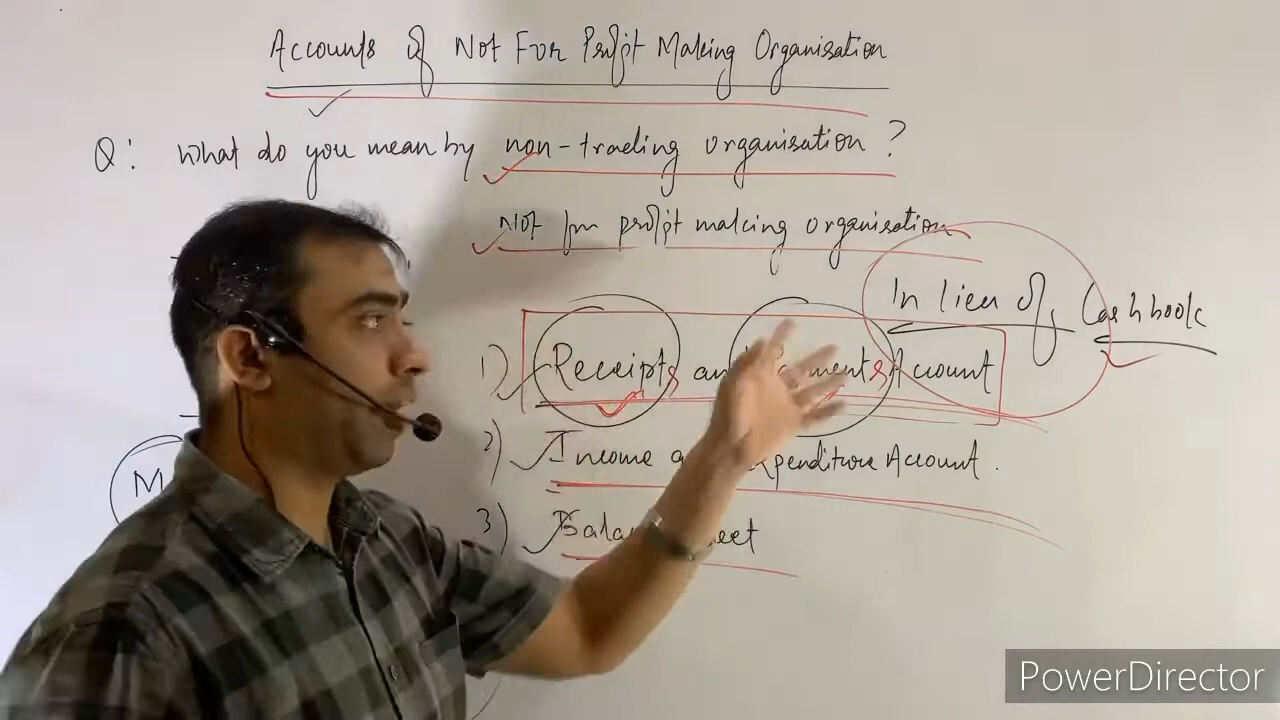 Accounts of Not For Profit Making Organisation
Q: What do you mean by non-trading organisation ?
Not for profit making organisation
In lieu of Cashbook
1) Receipts and Payments Account
2) Income and Expenditure Account.
3) Balance Sheet
M
PowerDirector